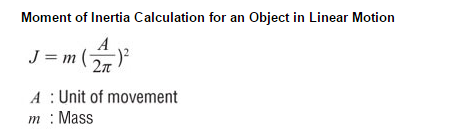 Moment of Inertia Calculation for an Object in Linear Motion
J = m (A/2π)²
A : Unit of movement
m : Mass